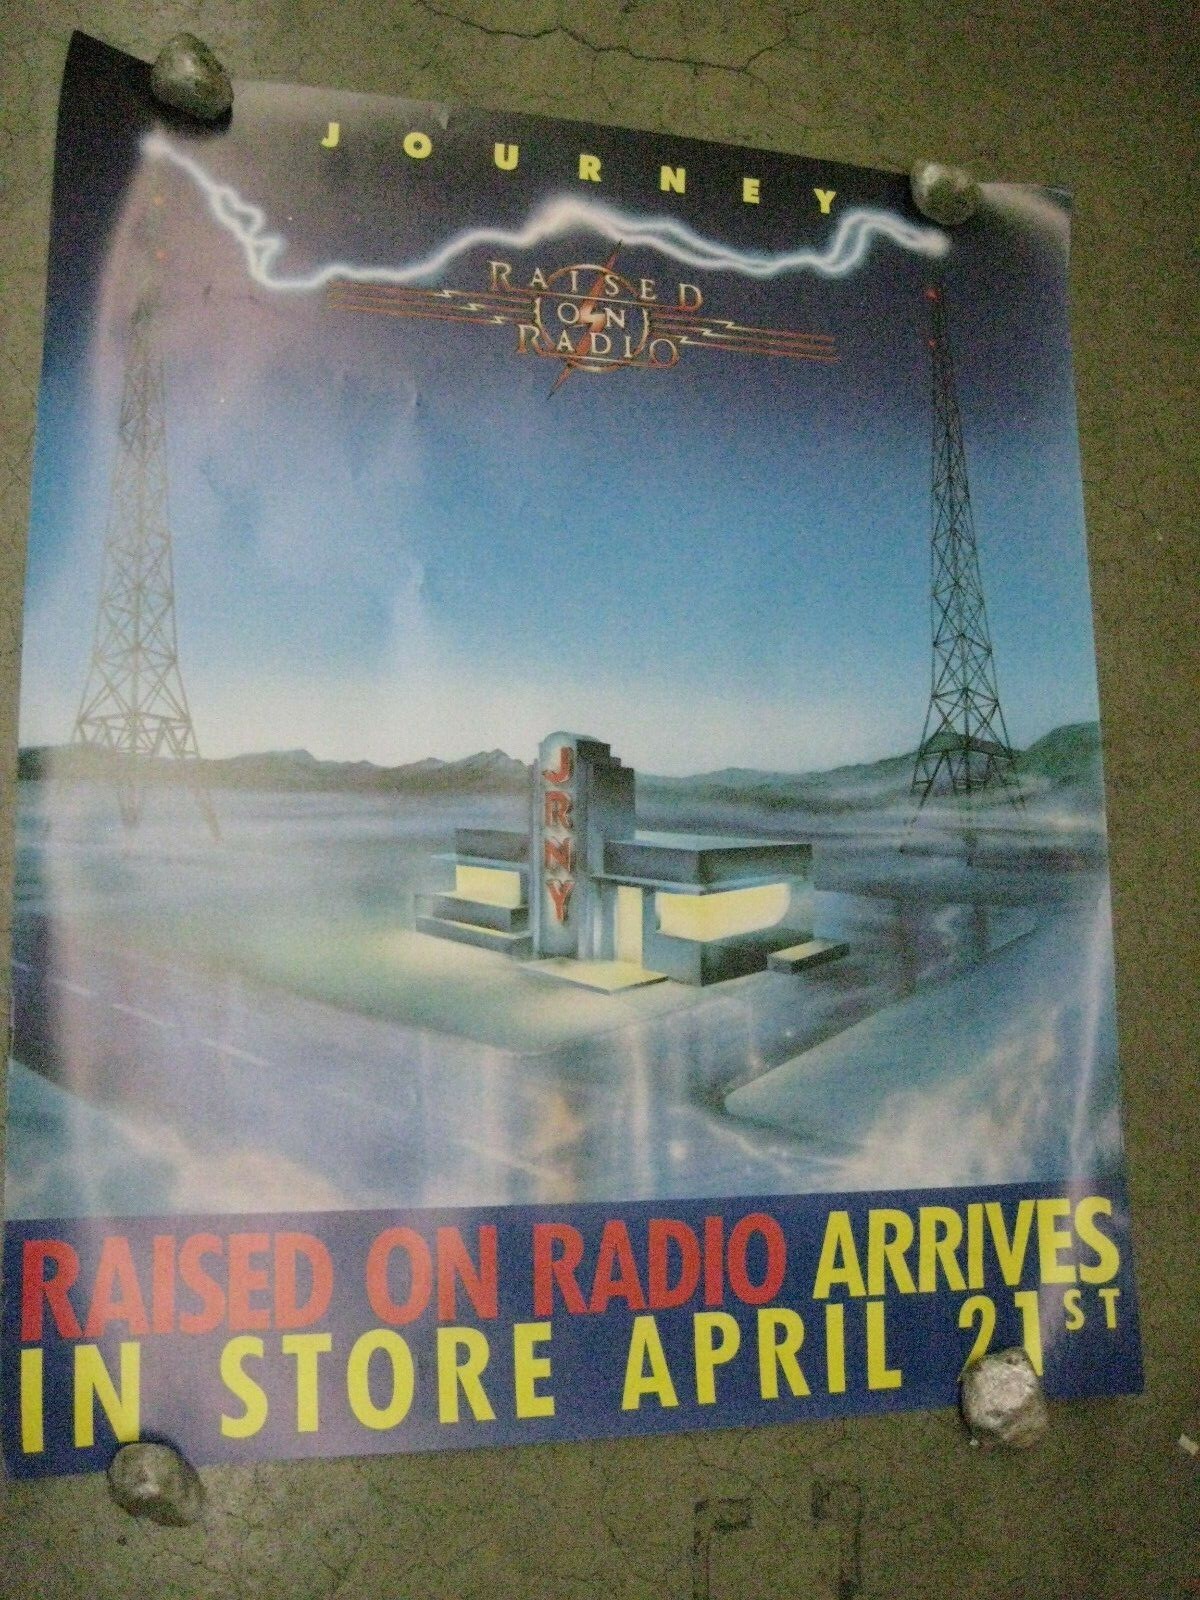 JOURNEY
RAISED
ON
RADIO
JRNY
RAISED ON RADIO ARRIVES
IN STORE APRIL 21ST